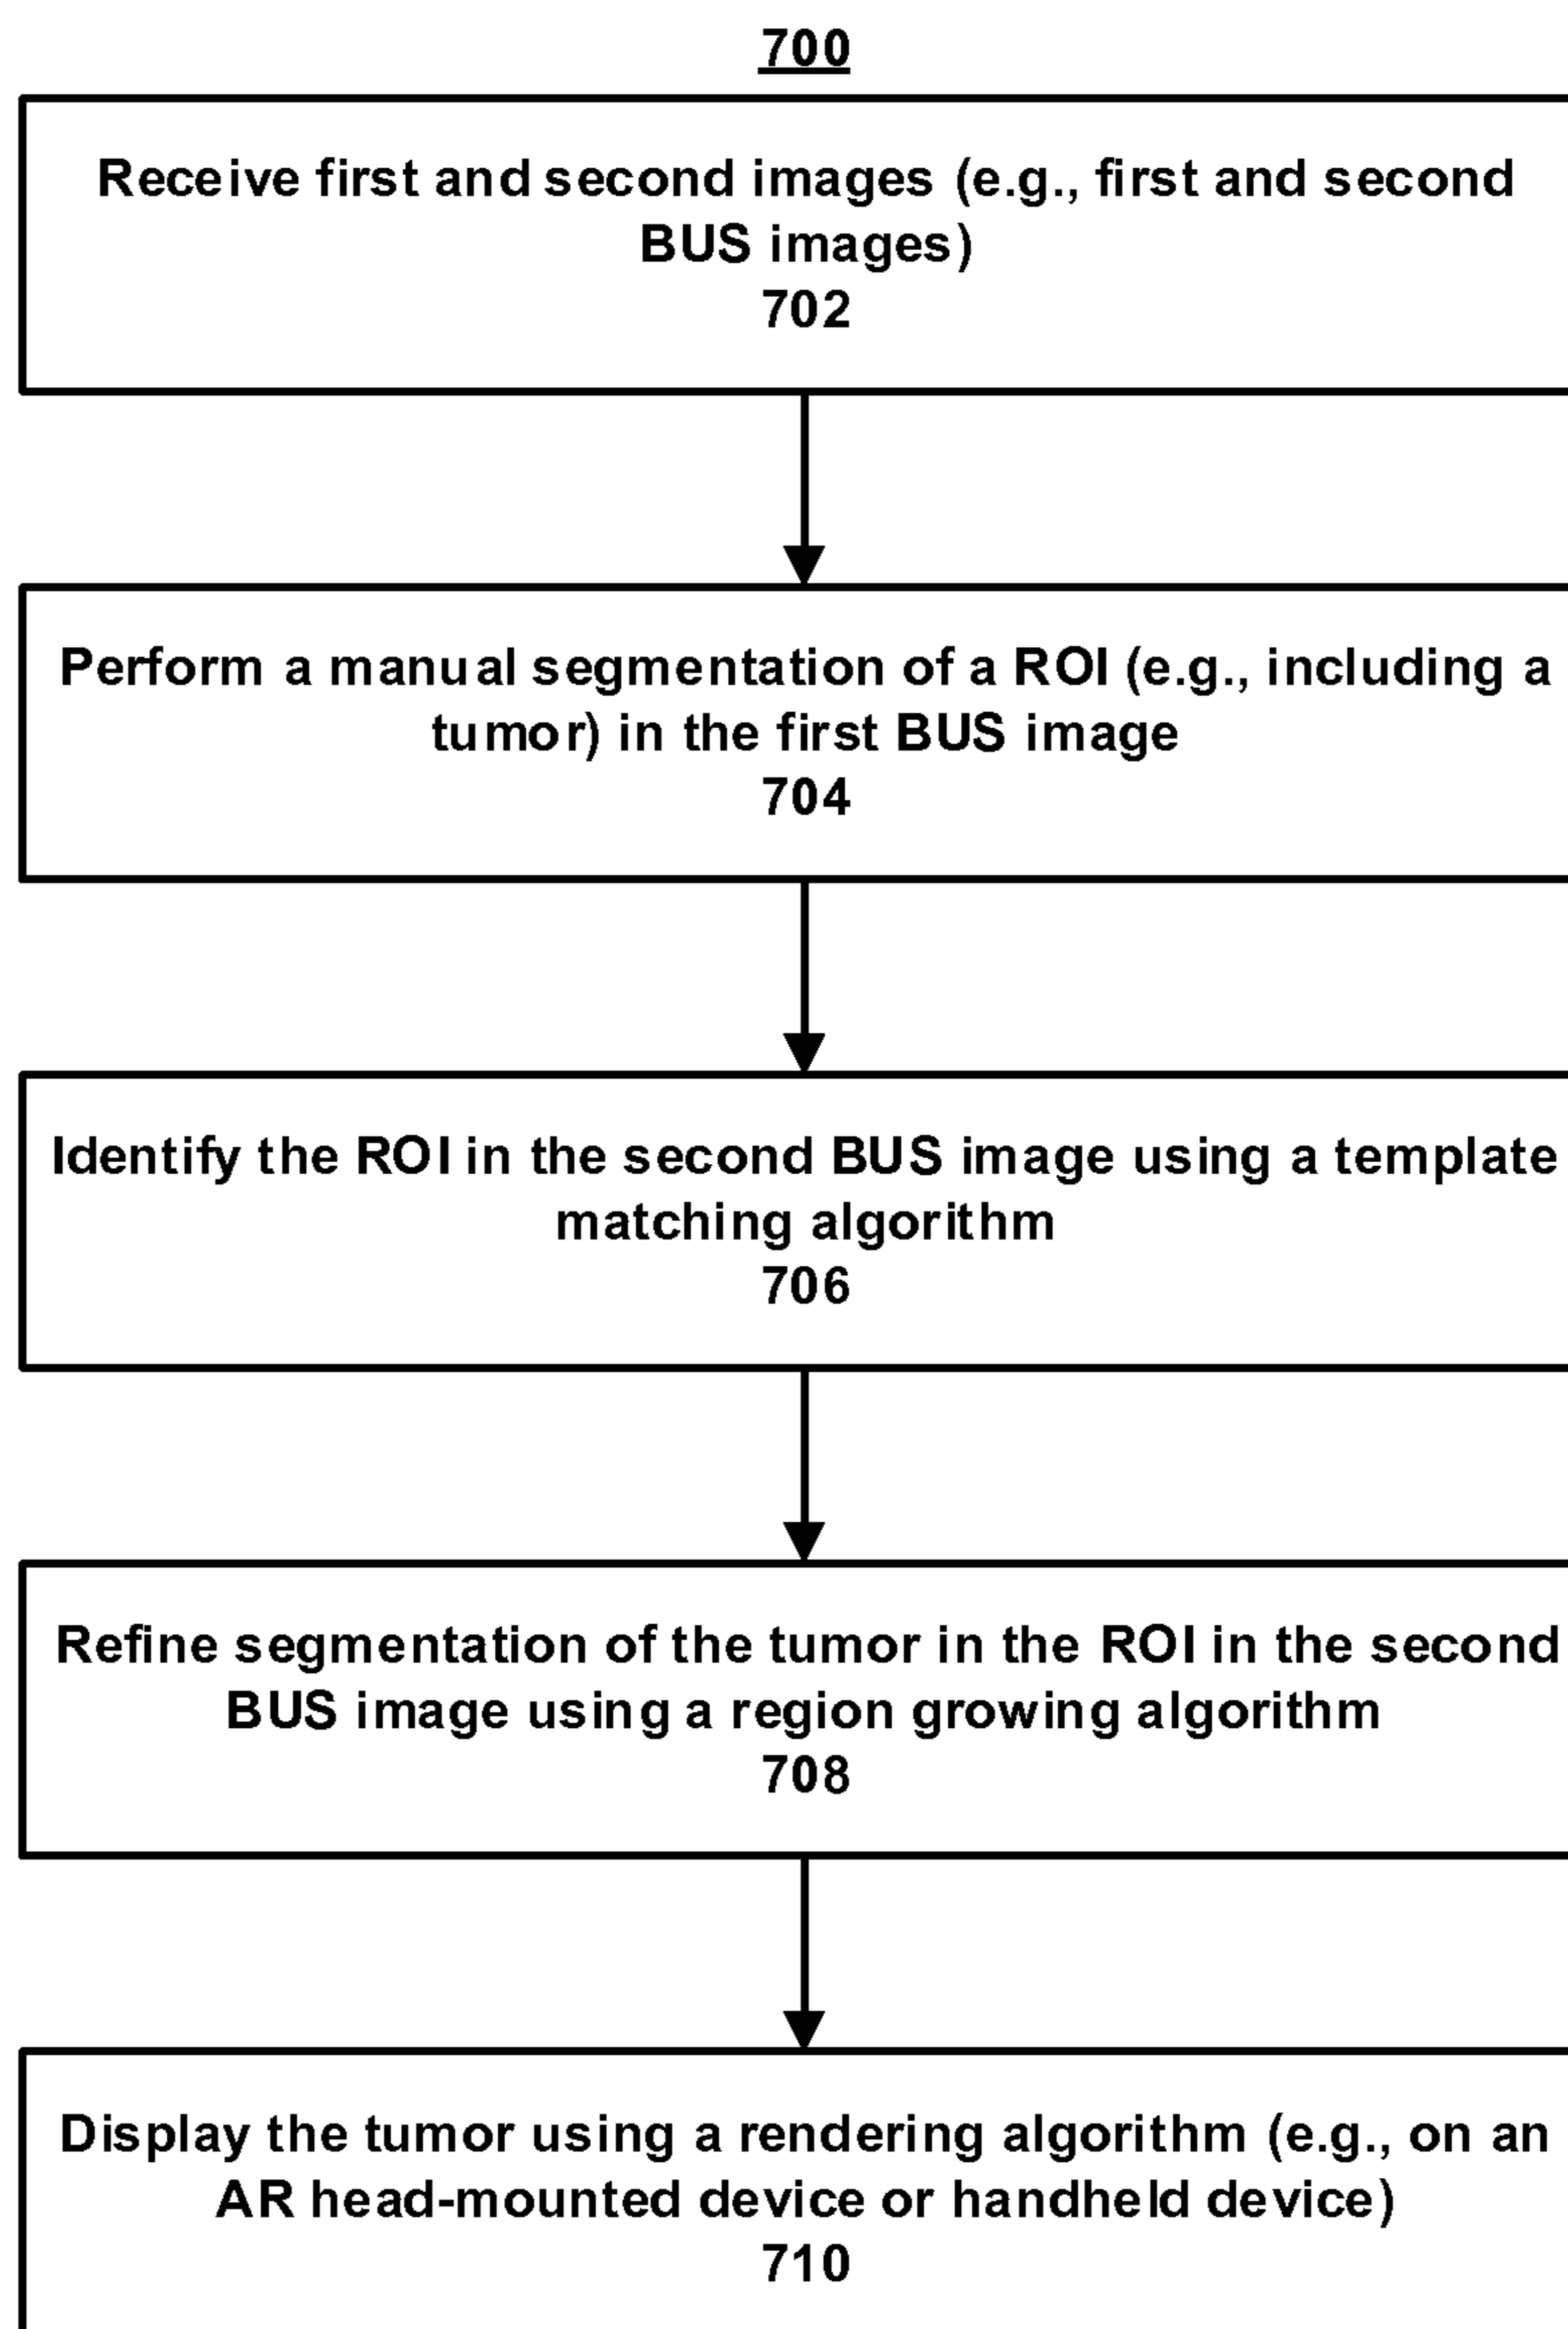 700
Receive first and second images (e.g., first and second
BUS images)
702
Perform a manual segmentation of a ROI (e.g., including a
tumor) in the first BUS image
704
Identify the ROI in the second BUS image using a template
matching algorithm
706
Refine segmentation of the tumor in the ROI in the second
BUS image using a region growing algorithm
708
Display the tumor using a rendering algorithm (e.g., on an
AR head-mounted device or handheld device)
710